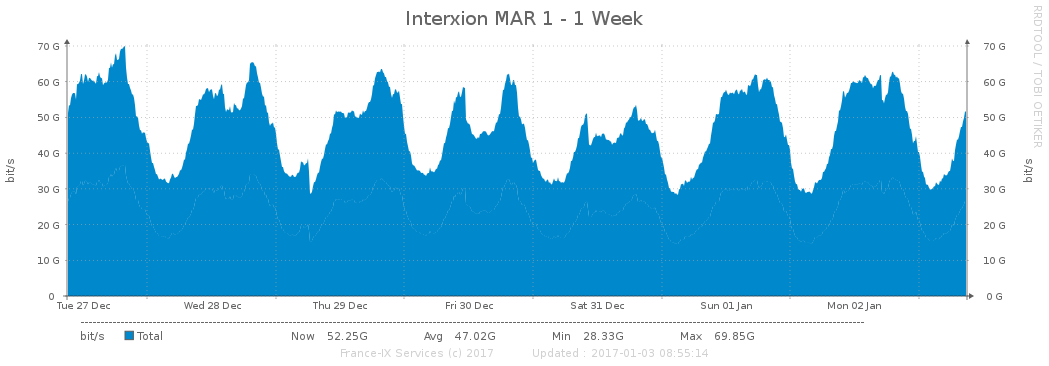 Interxion MAR 1 - 1 Week
RRDTOOL / TOBI OETIKER
bit/s
70 G
60 G
50 G
40 G
30 G
20 G
10 G
0
70 G
60 G
50 G
40 G
30 G
20 G
10 G
0 G
bit/s
Tue 27 Dec Wed 28 Dec Thu 29 Dec Fri 30 Dec Sat 31 Dec Sun 01 Jan Mon 02 Jan
bit/s Total Now 52.25G Avg 47.02G Min 28.33G Max 69.85G
France-IX Services (c) 2017 Updated : 2017-01-03 08:55:14